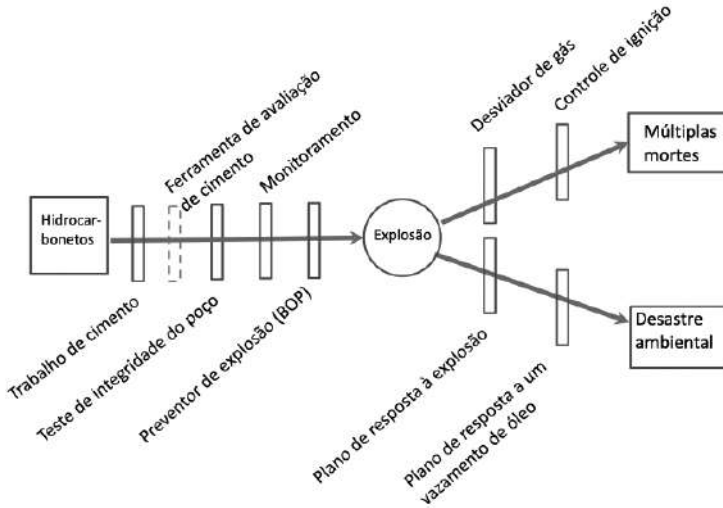 Hidrocar-
bonetos
Trabalho de cimento
Ferramenta de avaliação
de cimento
Teste de integridade do poço
Monitoramento
Preventor de explosão (BOP)
Explosão
Desviador de gás
Controle de ignição
Múltiplas
mortes
Plano de resposta à explosão
Plano de resposta a um
vazamento de óleo
Desastre
ambiental